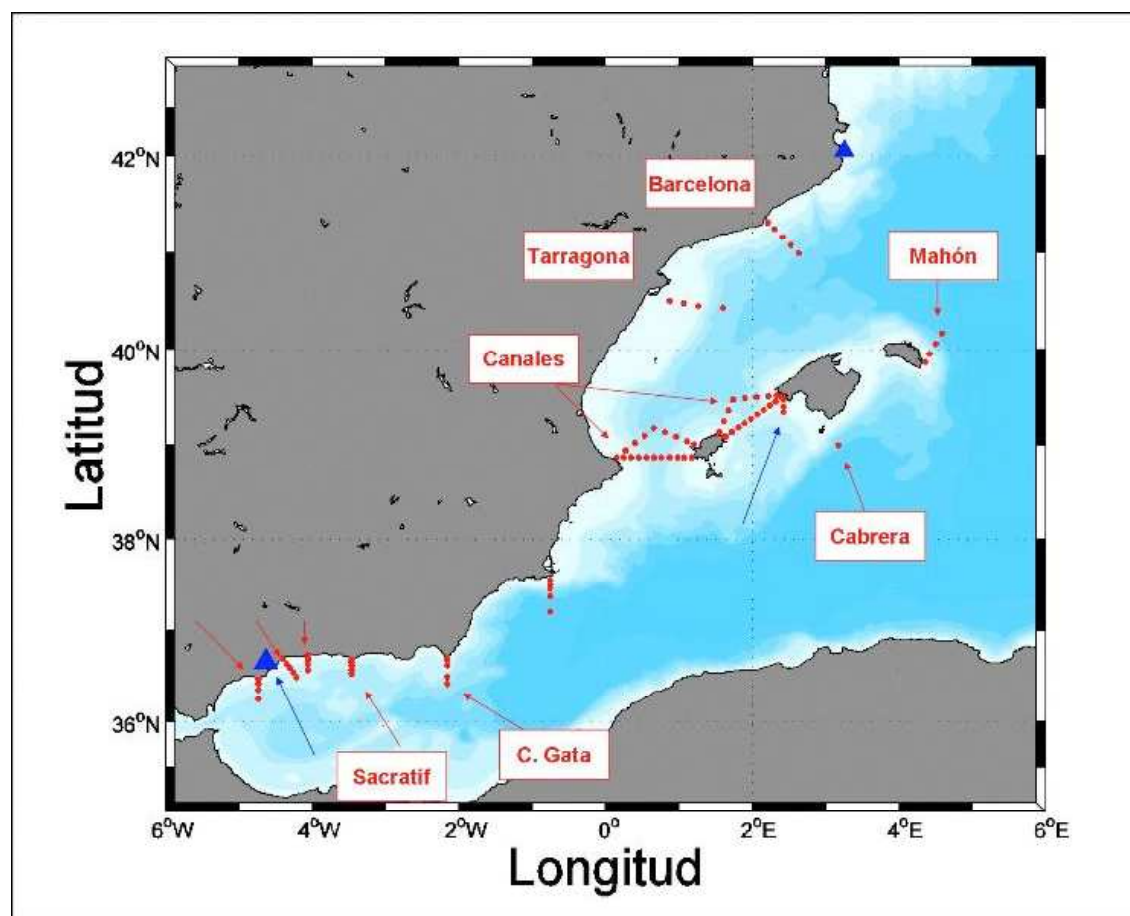 42°N
Barcelona
Tarragona
Mahón
40°N
Canales
Latitud
38°N
Cabrera
36°N
C. Gata
Sacratif
6°W
4°W
2°W
0°
2°E
4°E
6°E
Longitud